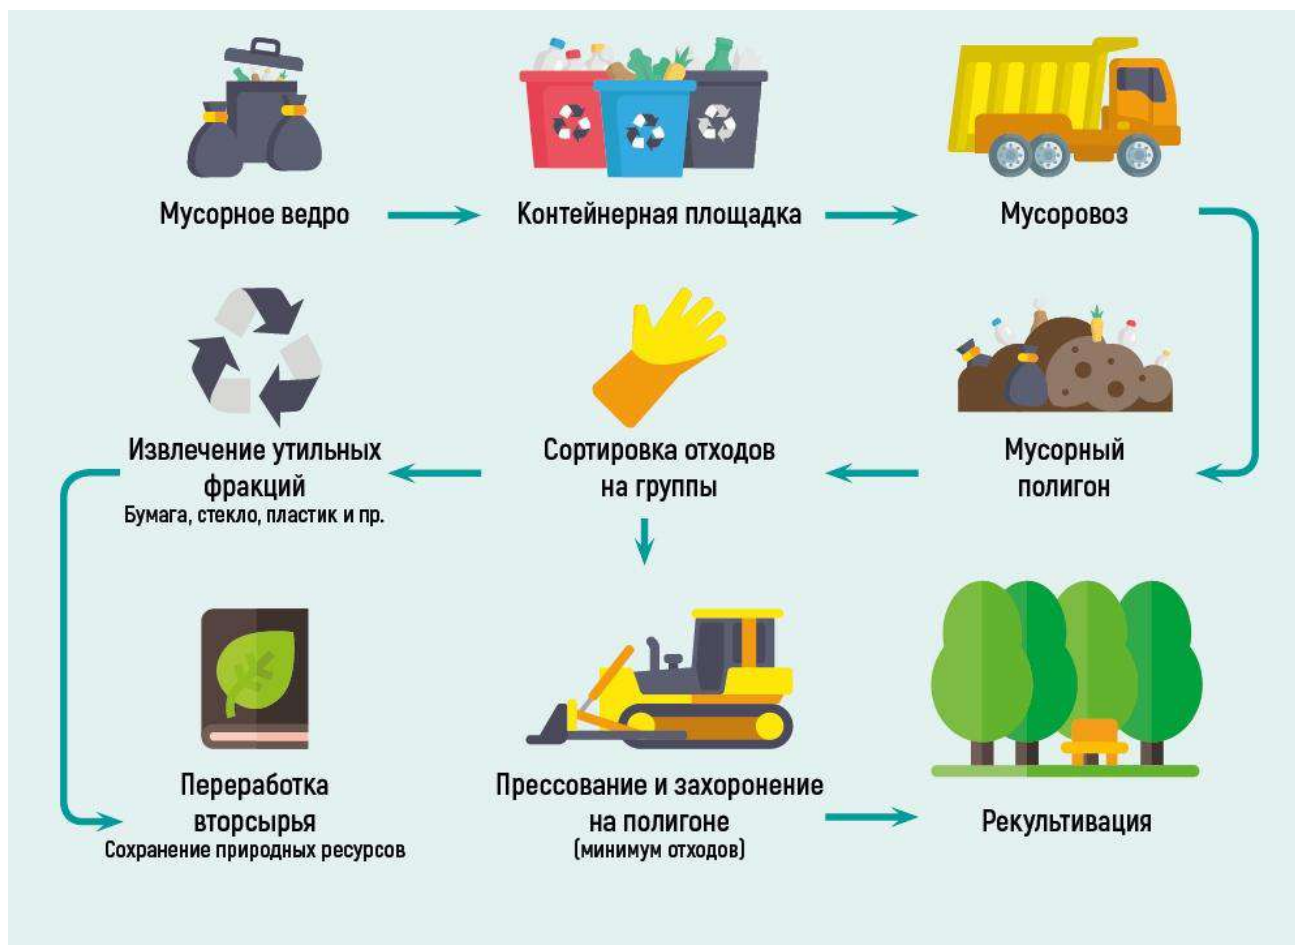 Мусорное ведро
Контейнерная площадка
Мусоровоз
Извлечение утильных
фракций
Бумага, стекло, пластик и пр.
Сортировка отходов
на группы
Мусорный
полигон
Переработка
вторсырья
Сохранение природных ресурсов
Прессование и захоронение
на полигоне
(минимум отходов)
Рекультивация